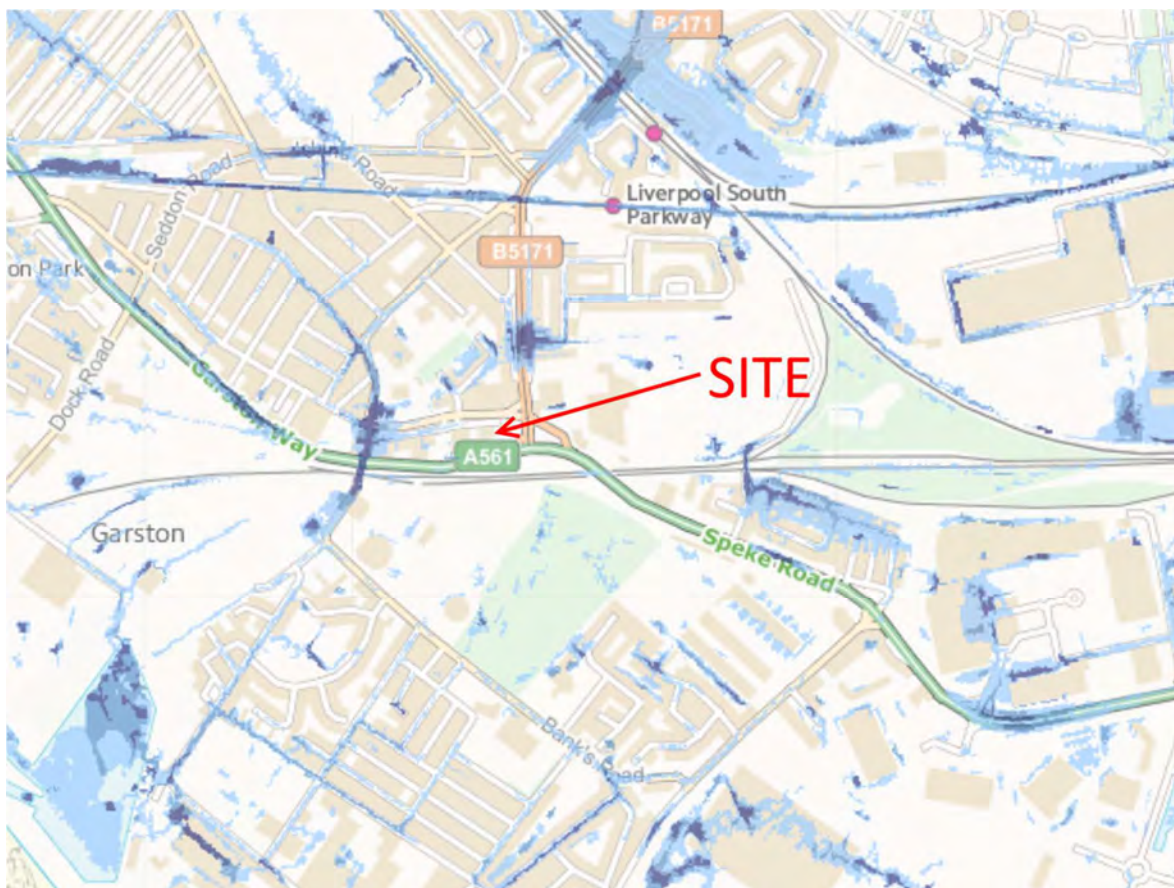 B5171
Seddon Road
Road
Liverpool South
Parkway
B5171
on Park
SITE
Dock Road
Garston Way
A561
Garston
Speke Road
Bank's Road